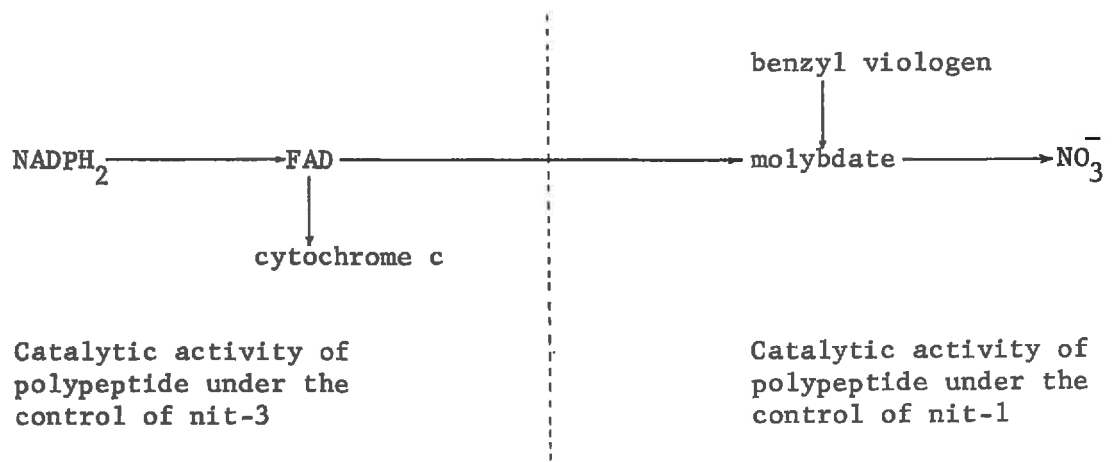 benzyl viologen
NADPH₂ FAD molybdate NO₃⁻
cytochrome c
Catalytic activity of
polypeptide under the
control of nit-3
Catalytic activity of
polypeptide under the
control of nit-1